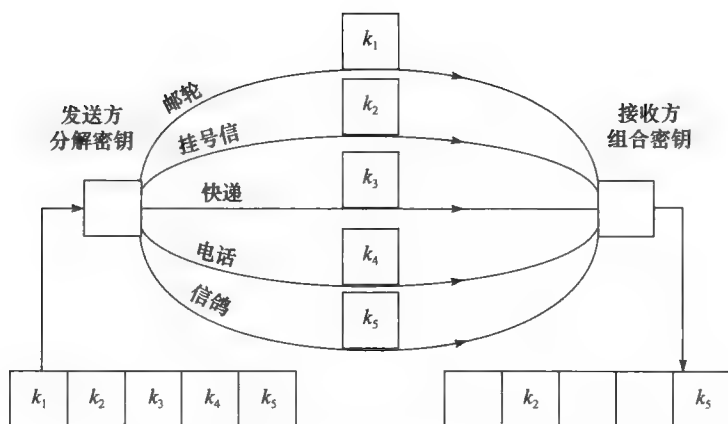 k₁
邮轮
k₂
发送方
分解密钥
接收方
组合密钥
挂号信
k₃
快递
电话
k₄
信鸽
k₅
k₁ k₂ k₃ k₄ k₅
k₂ k₅